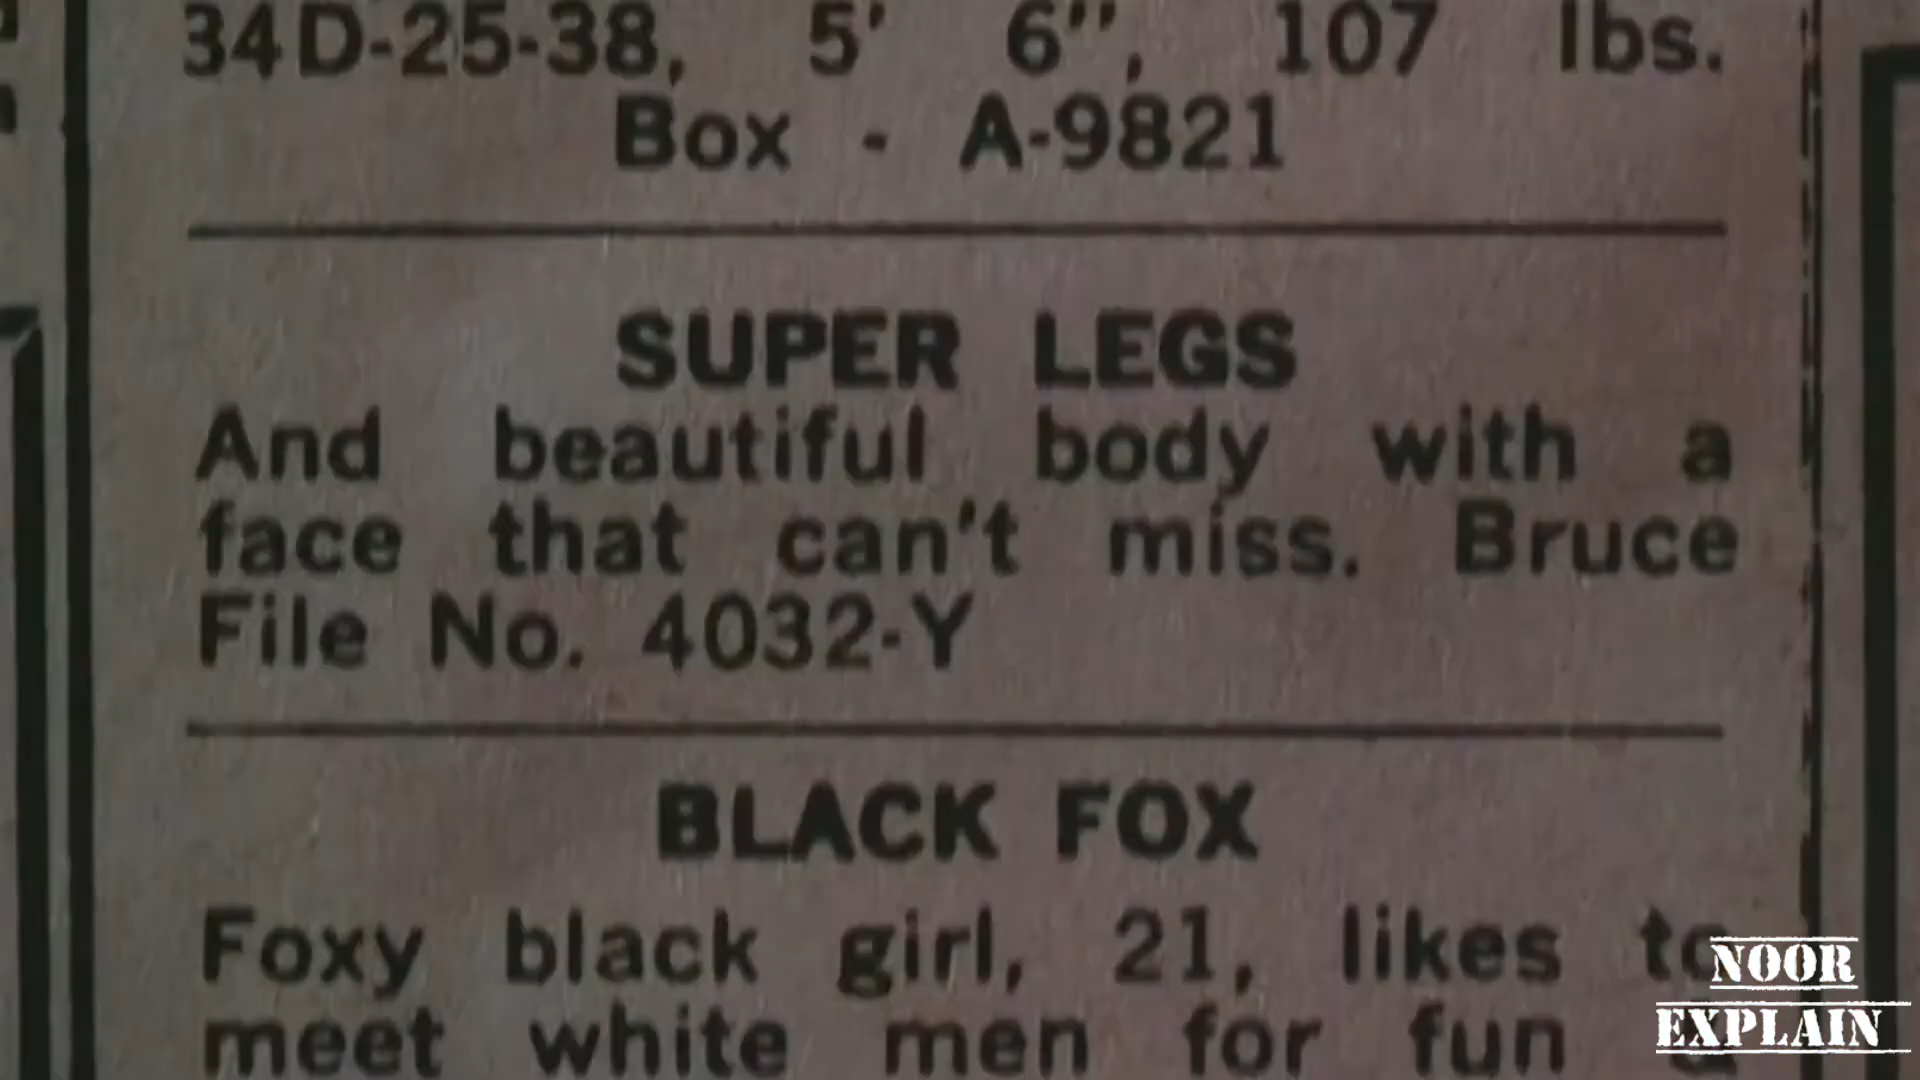 34D-25-38, 5' 6", 107 lbs.
Box - A-9821
SUPER LEGS
And beautiful body with a
face that can't miss. Bruce
File No. 4032-Y
BLACK FOX
Foxy black girl, 21, likes to
meet white men for fun &
NOOR
EXPLAIN